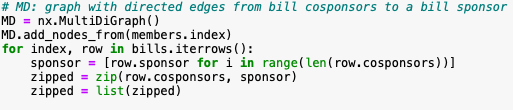 # MD: graph with directed edges from bill cosponsors to a bill sponsor
MD = nx.MultiDiGraph()
MD.add_nodes_from(members.index)
for index, row in bills.iterrows():
    sponsor = [row.sponsor for i in range(len(row.cosponsors))]
    zipped = zip(row.cosponsors, sponsor)
    zipped = list(zipped)